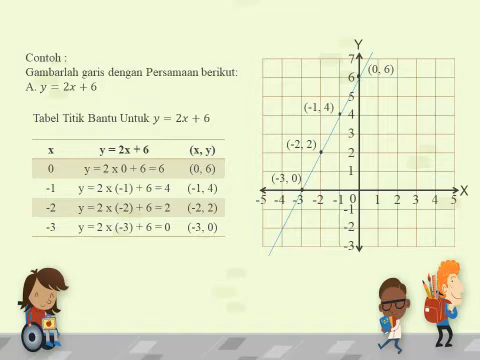 Contoh :
Gambarlah garis dengan Persamaan berikut:
A. y = 2x + 6
Tabel Titik Bantu Untuk y = 2x + 6
x y = 2x + 6 (x, y)
0 y = 2 x 0 + 6 = 6 (0, 6)
-1 y = 2 x (-1) + 6 = 4 (-1, 4)
-2 y = 2 x (-2) + 6 = 2 (-2, 2)
-3 y = 2 x (-3) + 6 = 0 (-3, 0)
Y
7
(0, 6)
6
5
(-1, 4)
4
3
(-2, 2)
2
1
(-3, 0)
X
-5 -4 -3 -2 -1 0 1 2 3 4 5
-1
-2
-3